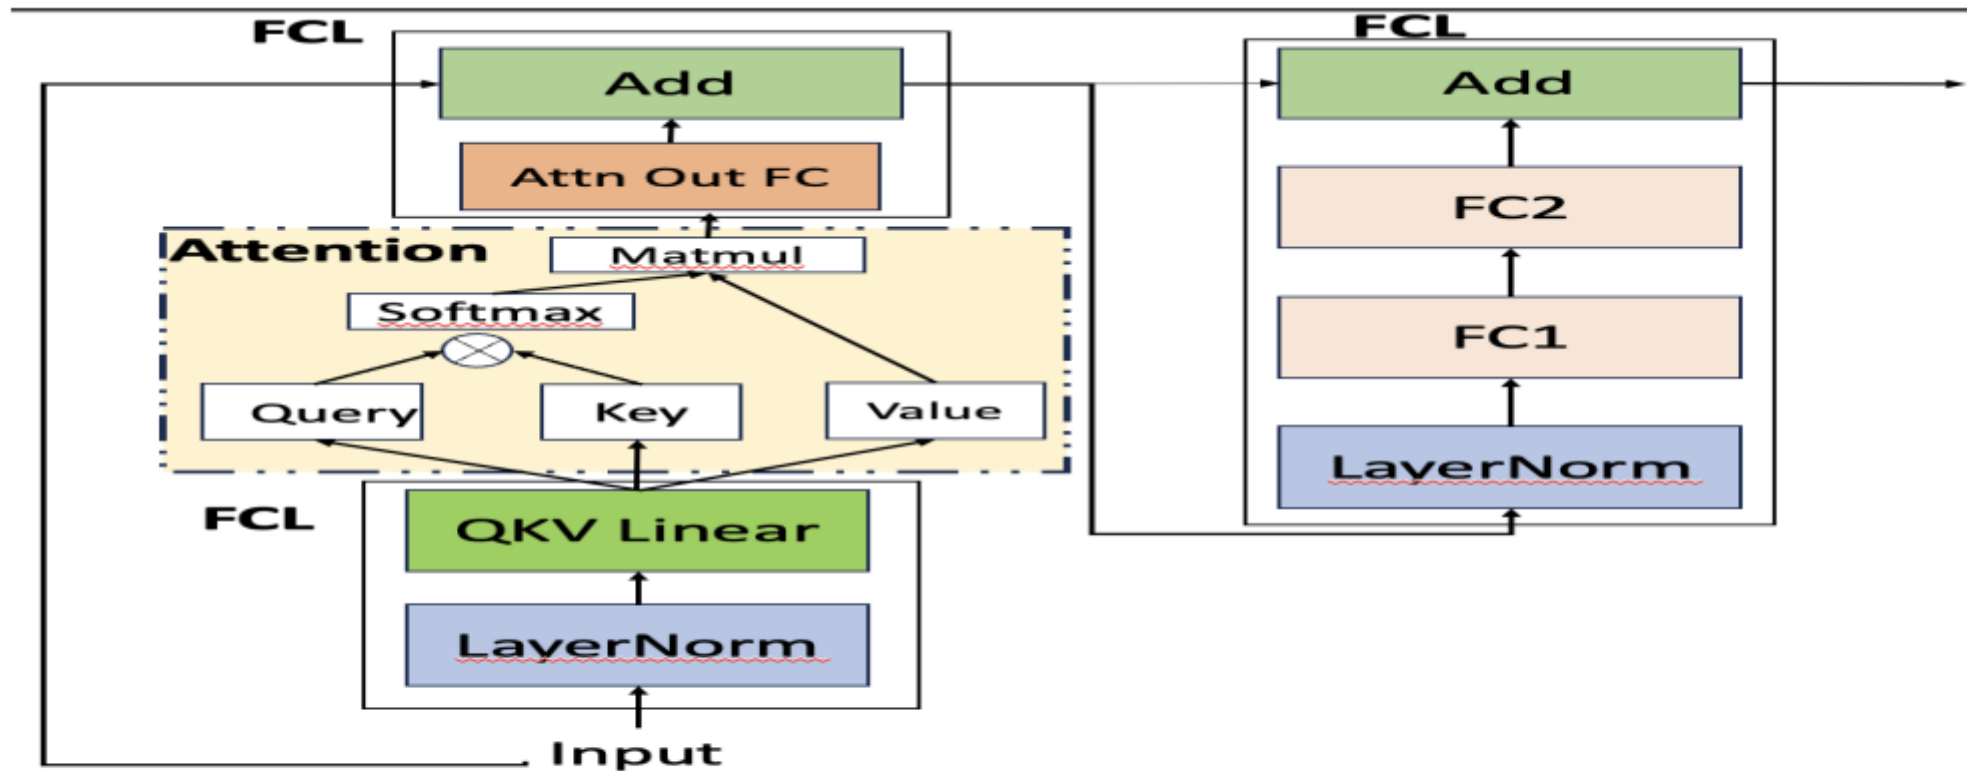 FCL
Add
Attn Out FC
Attention
Matmul
Softmax
Query
Key
Value
FCL
QKV Linear
LayerNorm
Input
FCL
Add
FC2
FC1
LayerNorm